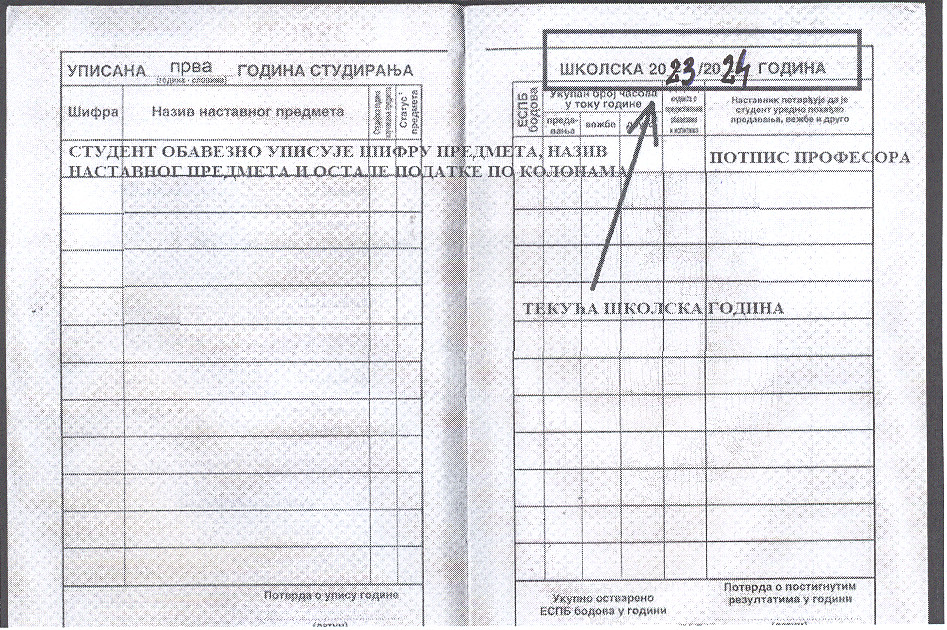 УПИСАНА прва ГОДИНА СТУДИРАЊА
(година - словима)
Шифра
Назив наставног предмета
Статус¹ предмета
СТУДЕНТ ОБАВЕЗНО УПИСУЈЕ ШИФРУ ПРЕДМЕТА, НАЗИВ
НАСТАВНОГ ПРЕДМЕТА И ОСТАЛЕ ПОДАТКЕ ПО КОЛОНАМА
Потврда о упису године
(датум)
ШКОЛСКА 2023/2024 ГОДИНА
ЕСПБ бодова
Укупан број часова
у току године
преда-
вања
вежбе
Наставник потврђује да је
студент уредно похађао
предавања, вежбе и друго
ПОТПИС ПРОФЕСОРА
ТЕКУЋА ШКОЛСКА ГОДИНА
Укупно остварено
ЕСПБ бодова у години
Потврда о постигнутим
резултатима у години
(датум)